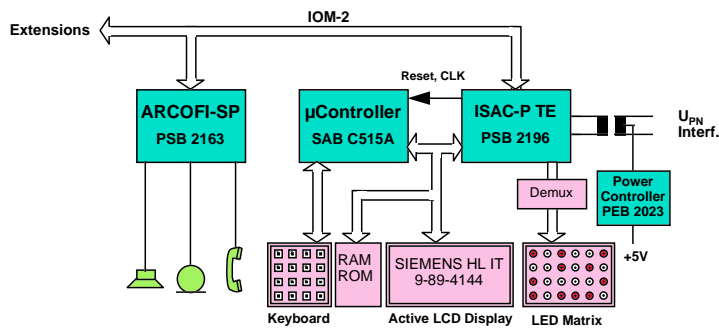 IOM-2
Extensions
Reset, CLK
ARCOFI-SP
PSB 2163
µController
SAB C515A
ISAC-P TE
PSB 2196
UPN
Interf.
Demux
Power
Controller
PEB 2023
+5V
RAM
ROM
SIEMENS HL IT
9-89-4144
Keyboard
Active LCD Display
LED Matrix